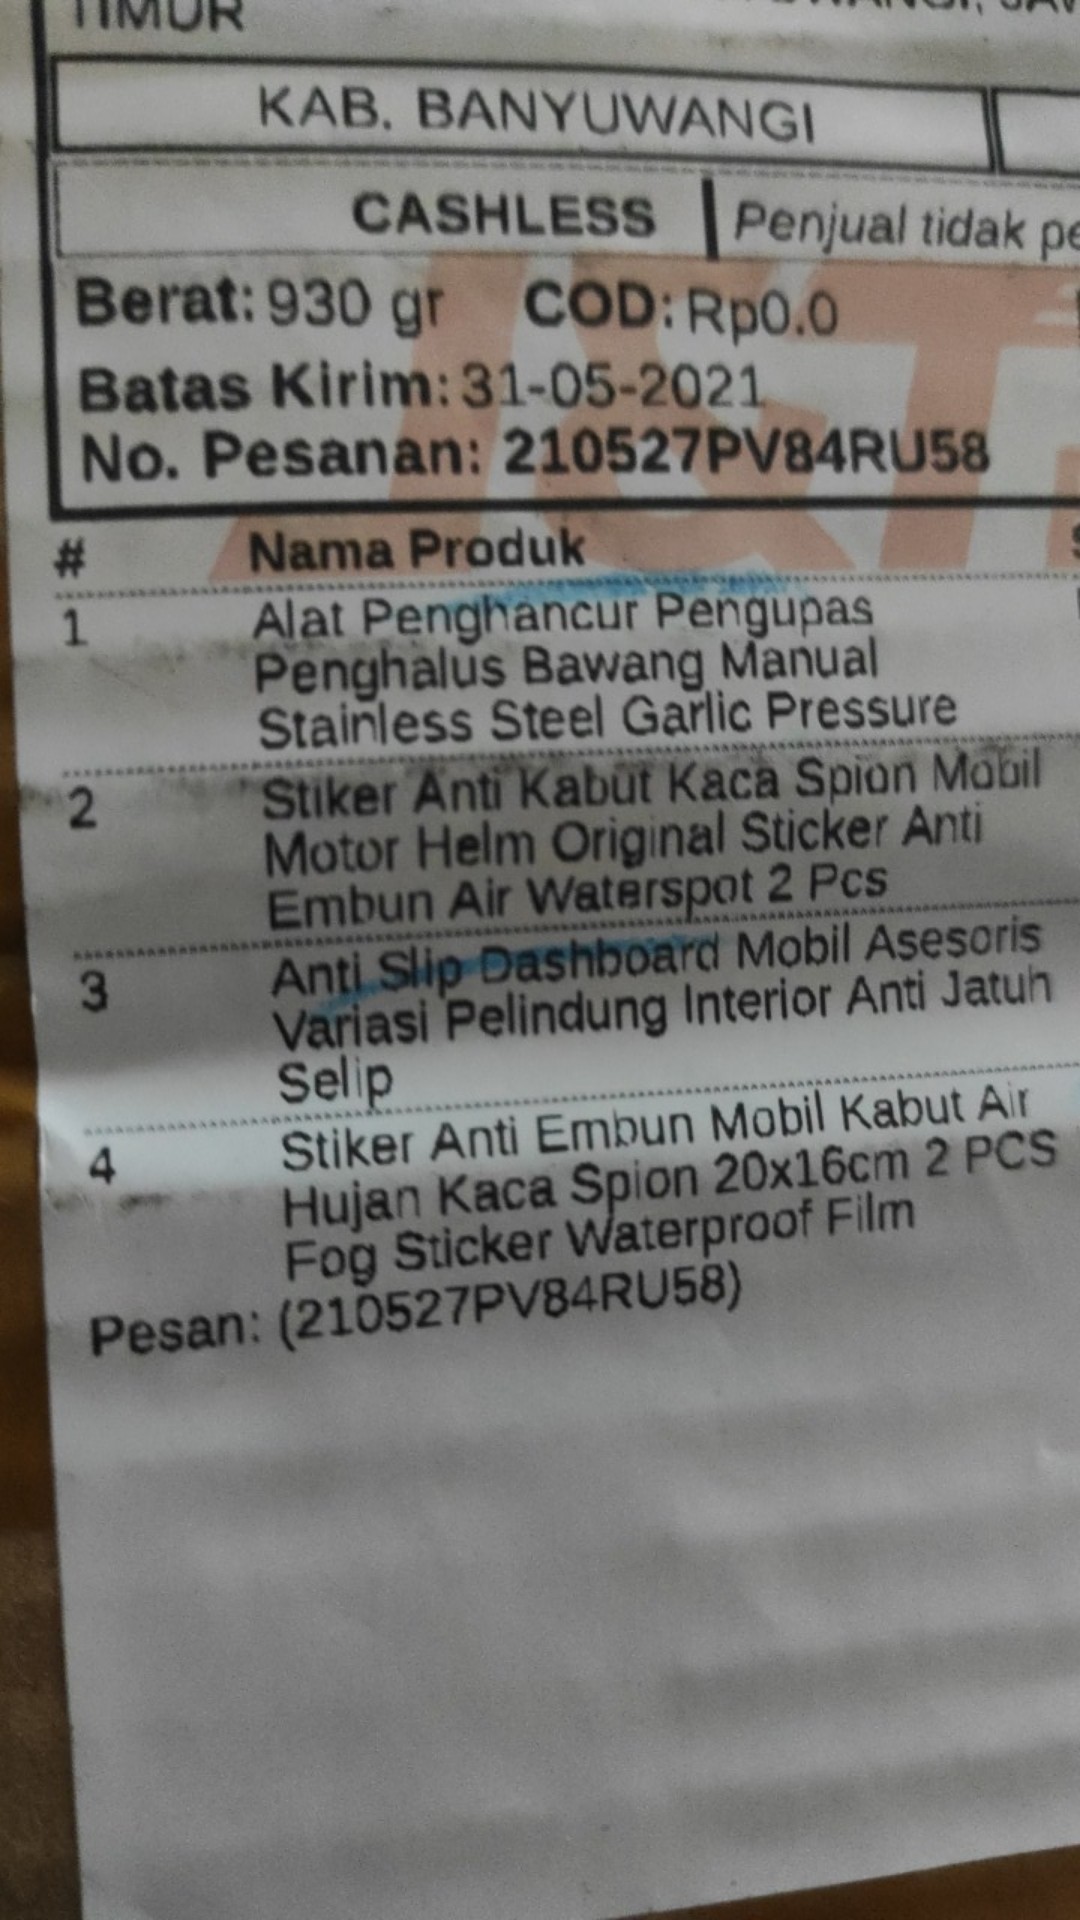 TIMUR
KAB. BANYUWANGI
CASHLESS Penjual tidak
Berat: 930 gr COD: Rp0.0
Batas Kirim: 31-05-2021
No. Pesanan: 210527PV84RU58
# Nama Produk
1 Alat Penghancur Pengupas
Penghalus Bawang Manual
Stainless Steel Garlic Pressure
2 Stiker Anti Kabut Kaca Spion Mobil
Motor Helm Original Sticker Anti
Embun Air Waterspot 2 Pcs
3 Anti Slip Dashboard Mobil Asesoris
Variasi Pelindung Interior Anti Jatuh
Selip
4 Stiker Anti Embun Mobil Kabut Air
Hujan Kaca Spion 20x16cm 2 PCS
Fog Sticker Waterproof Film
Pesan: (210527PV84RU58)